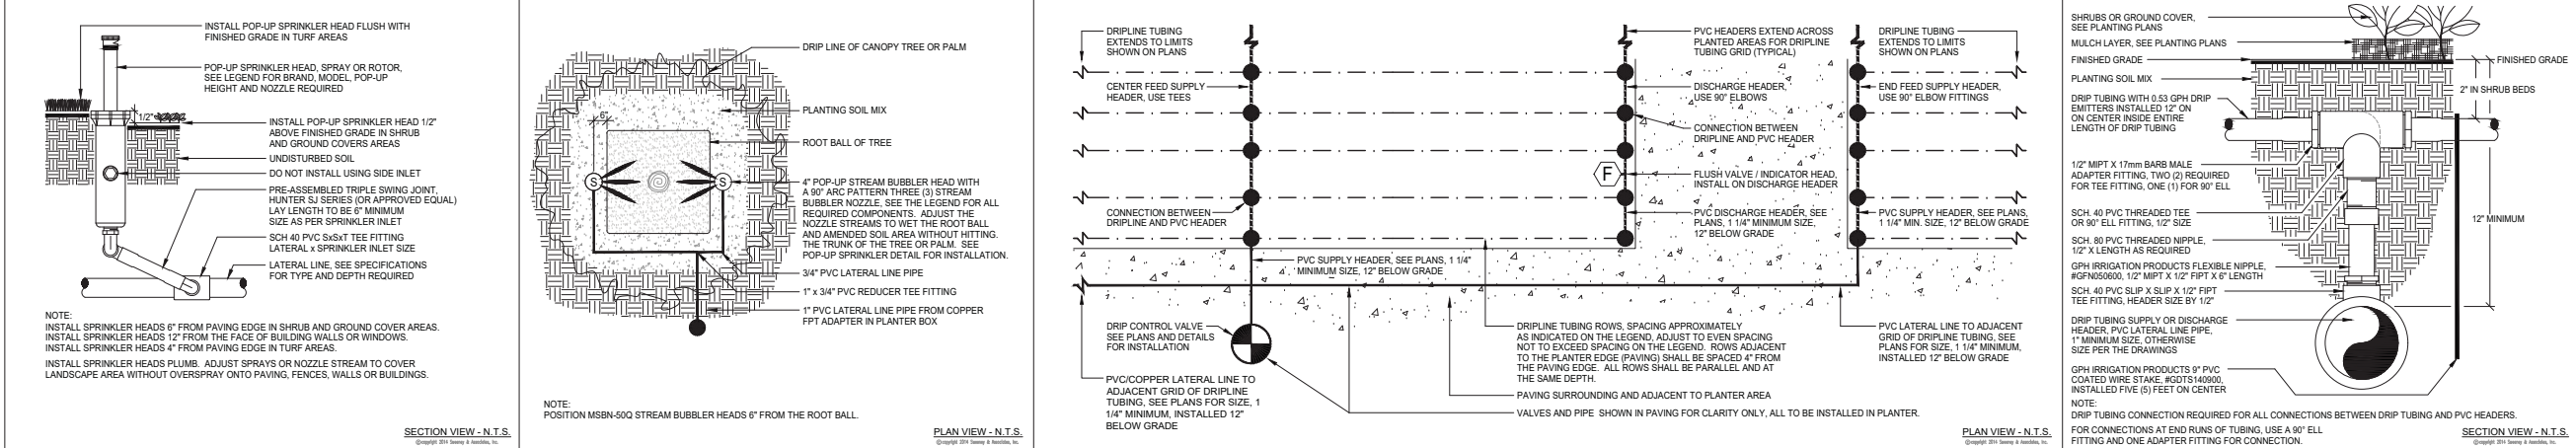 INSTALL POP-UP SPRINKLER HEAD FLUSH WITH
FINISHED GRADE IN TURF AREAS
POP-UP SPRINKLER HEAD, SPRAY OR ROTOR,
SEE LEGEND FOR BRAND, MODEL, POP-UP
HEIGHT AND NOZZLE REQUIRED
1/2"
INSTALL POP-UP SPRINKLER HEAD 1/2"
ABOVE FINISHED GRADE IN SHRUB
AND GROUND COVERS AREAS
UNDISTURBED SOIL
DO NOT INSTALL USING SIDE INLET
PRE-ASSEMBLED TRIPLE SWING JOINT,
HUNTER SJ SERIES (OR APPROVED EQUAL)
LAY LENGTH TO BE 6" MINIMUM
SIZE AS PER SPRINKLER INLET
SCH 40 PVC SxSxT TEE FITTING
LATERAL x SPRINKLER INLET SIZE
LATERAL LINE, SEE SPECIFICATIONS
FOR TYPE AND DEPTH REQUIRED
NOTE:
INSTALL SPRINKLER HEADS 6" FROM PAVING EDGE IN SHRUB AND GROUND COVER AREAS.
INSTALL SPRINKLER HEADS 12" FROM THE FACE OF BUILDING WALLS OR WINDOWS.
INSTALL SPRINKLER HEADS 4" FROM PAVING EDGE IN TURF AREAS.
INSTALL SPRINKLER HEADS PLUMB. ADJUST SPRAYS OR NOZZLE STREAM TO COVER
LANDSCAPE AREA WITHOUT OVERSPRAY ONTO PAVING, FENCES, WALLS OR BUILDINGS.
SECTION VIEW - N.T.S.
©copyright 2014 Sweeney & Associates, Inc.
DRIP LINE OF CANOPY TREE OR PALM
PLANTING SOIL MIX
6"
ROOT BALL OF TREE
S
S
4" POP-UP STREAM BUBBLER HEAD WITH
A 90° ARC PATTERN THREE (3) STREAM
BUBBLER NOZZLE, SEE THE LEGEND FOR ALL
REQUIRED COMPONENTS. ADJUST THE
NOZZLE STREAMS TO WET THE ROOT BALL
AND AMENDED SOIL AREA WITHOUT HITTING.
THE TRUNK OF THE TREE OR PALM. SEE
POP-UP SPRINKLER DETAIL FOR INSTALLATION.
3/4" PVC LATERAL LINE PIPE
1" x 3/4" PVC REDUCER TEE FITTING
1" PVC LATERAL LINE PIPE FROM COPPER
FPT ADAPTER IN PLANTER BOX
NOTE:
POSITION MSBN-50Q STREAM BUBBLER HEADS 6" FROM THE ROOT BALL.
PLAN VIEW - N.T.S.
©copyright 2014 Sweeney & Associates, Inc.
DRIPLINE TUBING
EXTENDS TO LIMITS
SHOWN ON PLANS
CENTER FEED SUPPLY
HEADER, USE TEES
CONNECTION BETWEEN
DRIPLINE AND PVC HEADER
PVC HEADERS EXTEND ACROSS
PLANTED AREAS FOR DRIPLINE
TUBING GRID (TYPICAL)
DISCHARGE HEADER,
USE 90° ELBOWS
CONNECTION BETWEEN
DRIPLINE AND PVC HEADER
F
FLUSH VALVE / INDICATOR HEAD,
INSTALL ON DISCHARGE HEADER
PVC DISCHARGE HEADER, SEE
PLANS, 1 1/4" MINIMUM SIZE,
12" BELOW GRADE
DRIPLINE TUBING
EXTENDS TO LIMITS
SHOWN ON PLANS
END FEED SUPPLY HEADER,
USE 90° ELBOW FITTINGS
PVC SUPPLY HEADER, SEE PLANS,
1 1/4" MIN. SIZE, 12" BELOW GRADE
PVC SUPPLY HEADER, SEE PLANS, 1 1/4"
MINIMUM SIZE, 12" BELOW GRADE
DRIP CONTROL VALVE
SEE PLANS AND DETAILS
FOR INSTALLATION
PVC/COPPER LATERAL LINE TO
ADJACENT GRID OF DRIPLINE
TUBING, SEE PLANS FOR SIZE, 1
1/4" MINIMUM, INSTALLED 12"
BELOW GRADE
DRIPLINE TUBING ROWS, SPACING APPROXIMATELY
AS INDICATED ON THE LEGEND, ADJUST TO EVEN SPACING
NOT TO EXCEED SPACING ON THE LEGEND. ROWS ADJACENT
TO THE PLANTER EDGE (PAVING) SHALL BE SPACED 4" FROM
THE PAVING EDGE. ALL ROWS SHALL BE PARALLEL AND AT
THE SAME DEPTH.
PVC LATERAL LINE TO ADJACENT
GRID OF DRIPLINE TUBING, SEE
PLANS FOR SIZE, 1 1/4" MINIMUM,
INSTALLED 12" BELOW GRADE
PAVING SURROUNDING AND ADJACENT TO PLANTER AREA
VALVES AND PIPE SHOWN IN PAVING FOR CLARITY ONLY, ALL TO BE INSTALLED IN PLANTER.
PLAN VIEW - N.T.S.
©copyright 2014 Sweeney & Associates, Inc.
SHRUBS OR GROUND COVER,
SEE PLANTING PLANS
MULCH LAYER, SEE PLANTING PLANS
FINISHED GRADE
FINISHED GRADE
PLANTING SOIL MIX
2" IN SHRUB BEDS
DRIP TUBING WITH 0.53 GPH DRIP
EMITTERS INSTALLED 12" ON
ON CENTER INSIDE ENTIRE
LENGTH OF DRIP TUBING
1/2" MIPT X 17mm BARB MALE
ADAPTER FITTING, TWO (2) REQUIRED
FOR TEE FITTING, ONE (1) FOR 90° ELL
12" MINIMUM
SCH. 40 PVC THREADED TEE
OR 90° ELL FITTING, 1/2" SIZE
SCH. 80 PVC THREADED NIPPLE,
1/2" X LENGTH AS REQUIRED
GPH IRRIGATION PRODUCTS FLEXIBLE NIPPLE,
#GFN050600, 1/2" MIPT X 1/2" FIPT X 6" LENGTH
SCH. 40 PVC SLIP X SLIP X 1/2" FIPT
TEE FITTING, HEADER SIZE BY 1/2"
DRIP TUBING SUPPLY OR DISCHARGE
HEADER, PVC LATERAL LINE PIPE,
1" MINIMUM SIZE, OTHERWISE
SIZE PER THE DRAWINGS
GPH IRRIGATION PRODUCTS 9" PVC
COATED WIRE STAKE, #GDTS140900,
INSTALLED FIVE (5) FEET ON CENTER
NOTE:
DRIP TUBING CONNECTION REQUIRED FOR ALL CONNECTIONS BETWEEN DRIP TUBING AND PVC HEADERS.
FOR CONNECTIONS AT END RUNS OF TUBING, USE A 90° ELL
FITTING AND ONE ADAPTER FITTING FOR CONNECTION.
SECTION VIEW - N.T.S.
©copyright 2014 Sweeney & Associates, Inc.